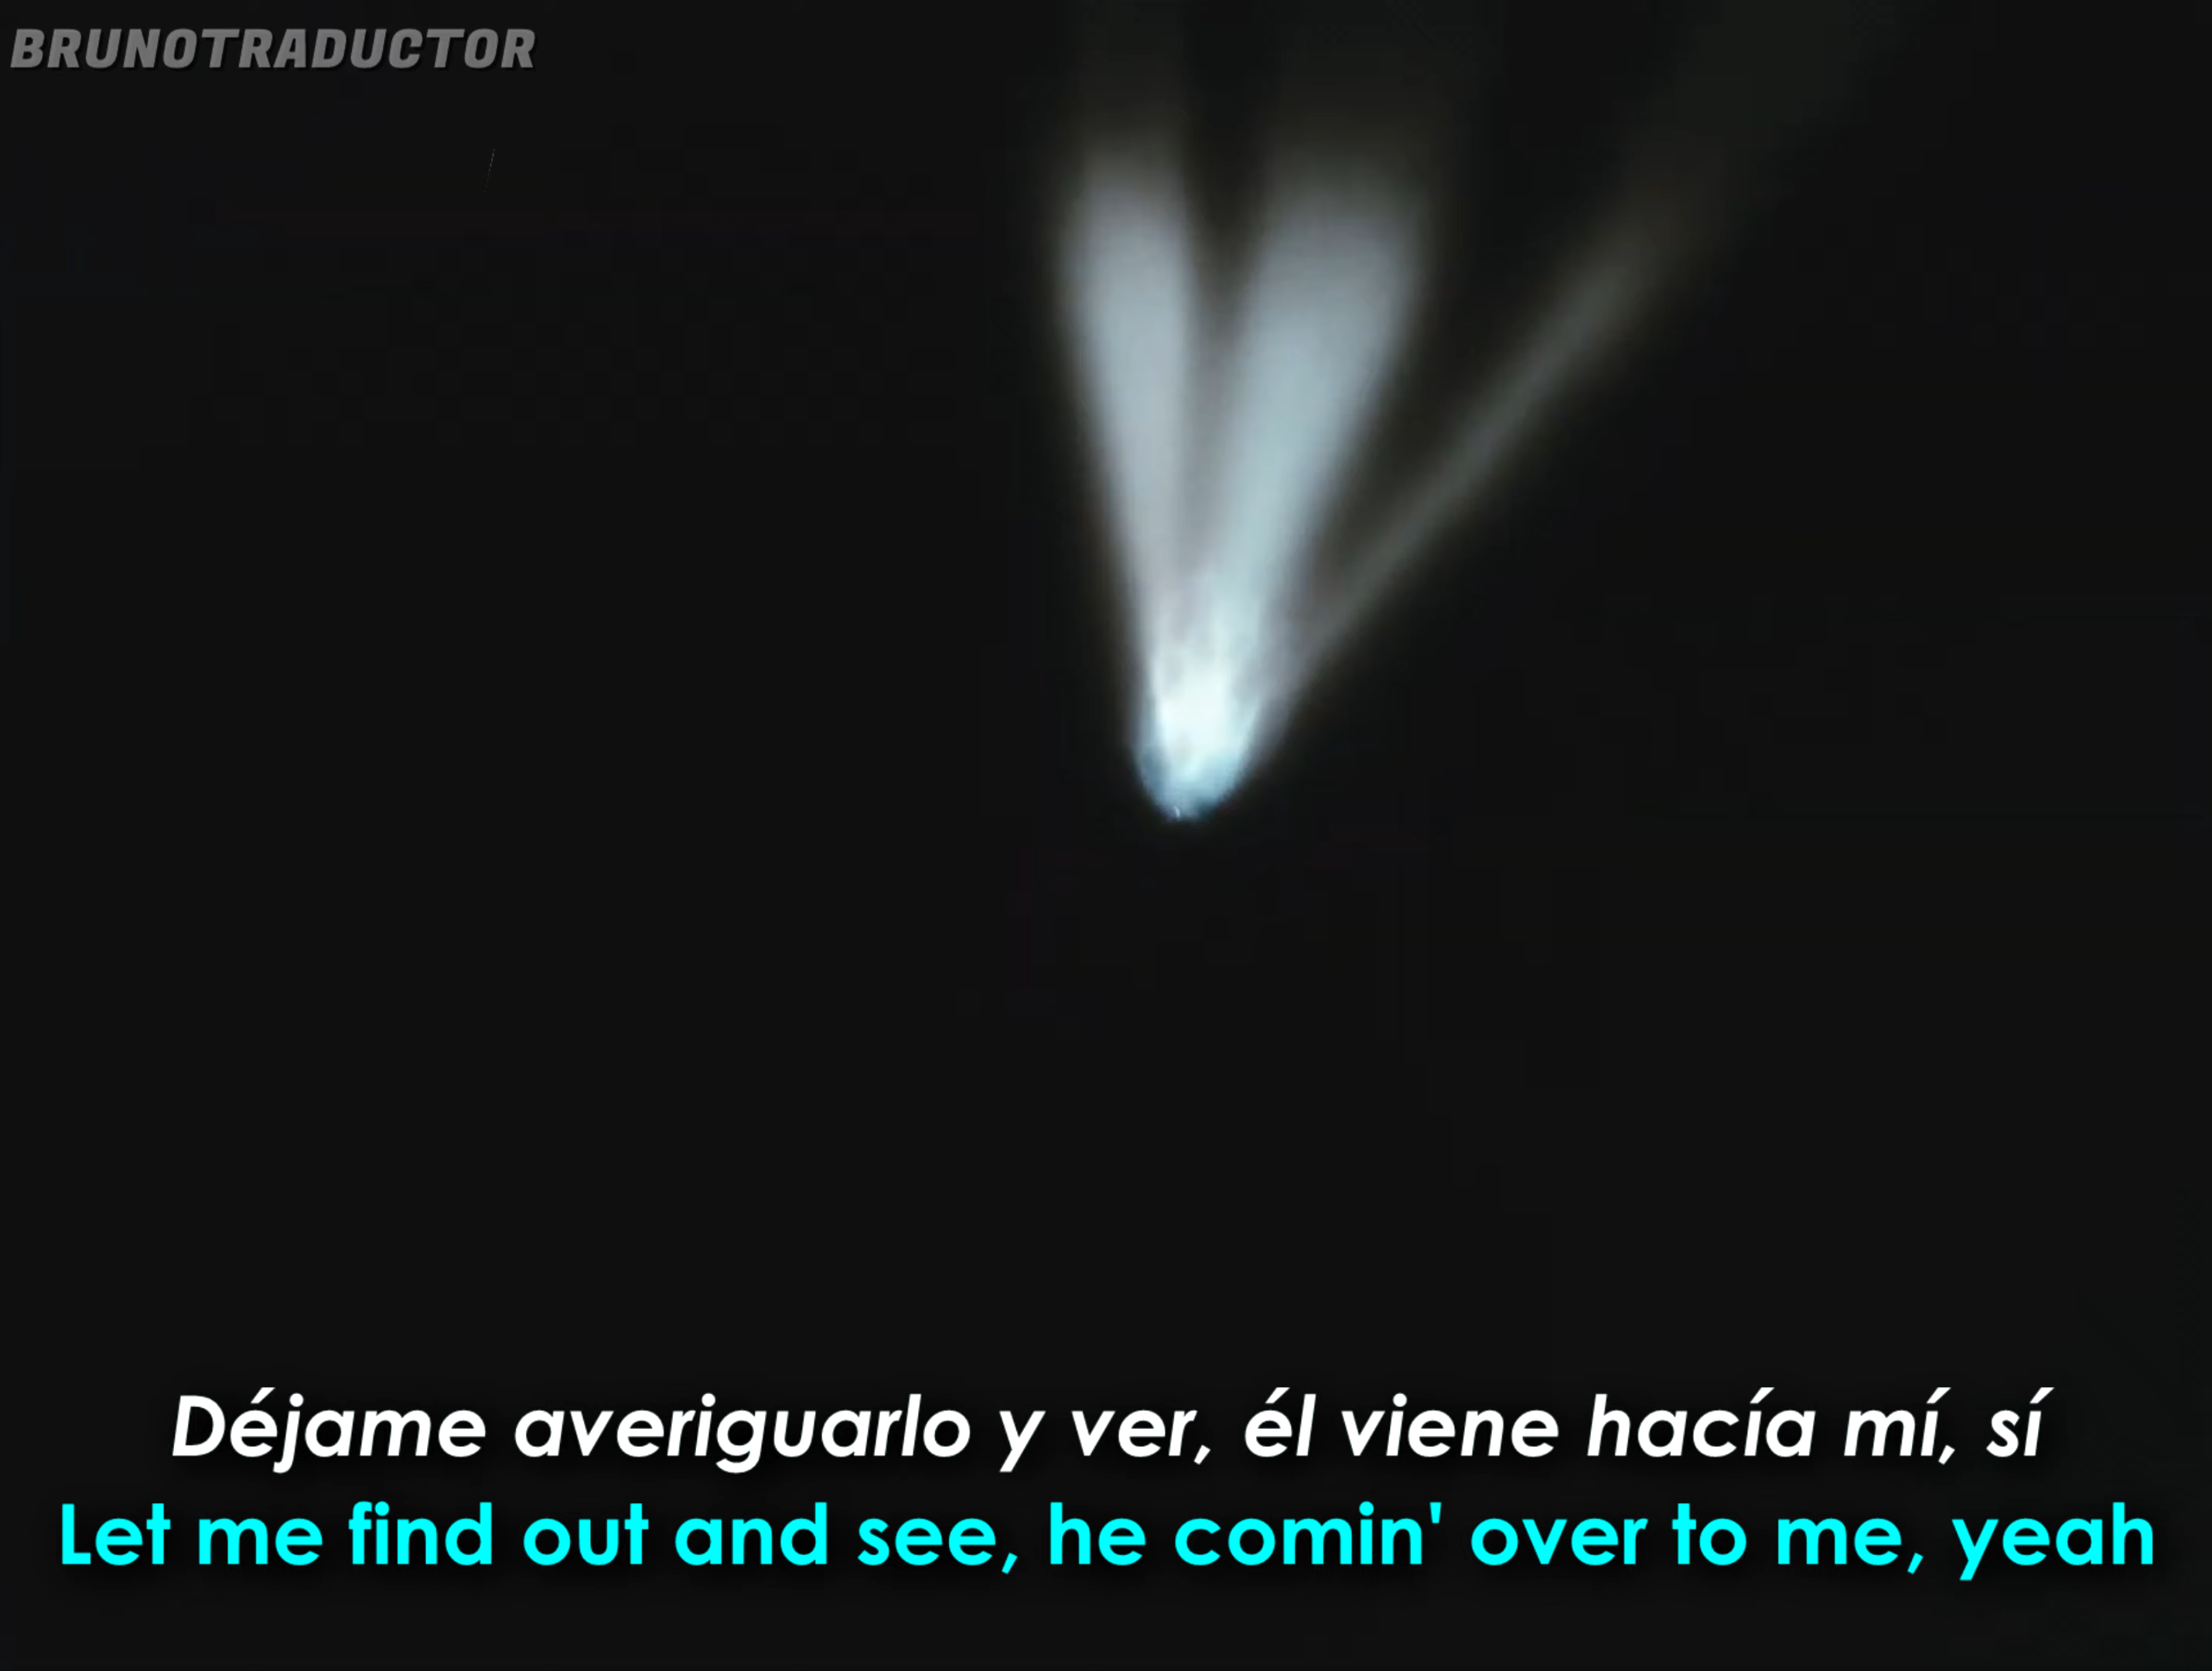 BRUNOTRADUCTOR
Déjame averiguarlo y ver, él viene hacía mí, sí
Let me find out and see, he comin' over to me, yeah